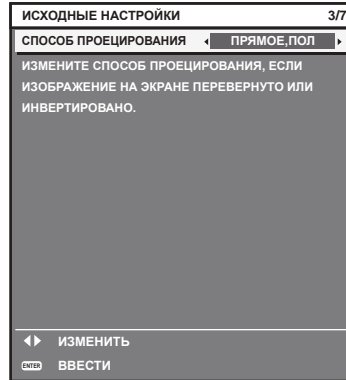 ИСХОДНЫЕ НАСТРОЙКИ 3/7
СПОСОБ ПРОЕЦИРОВАНИЯ ПРЯМОЕ,ПОЛ
ИЗМЕНИТЕ СПОСОБ ПРОЕЦИРОВАНИЯ, ЕСЛИ
ИЗОБРАЖЕНИЕ НА ЭКРАНЕ ПЕРЕВЕРНУТО ИЛИ
ИНВЕРТИРОВАНО.
ИЗМЕНИТЬ
ENTER ВВЕСТИ